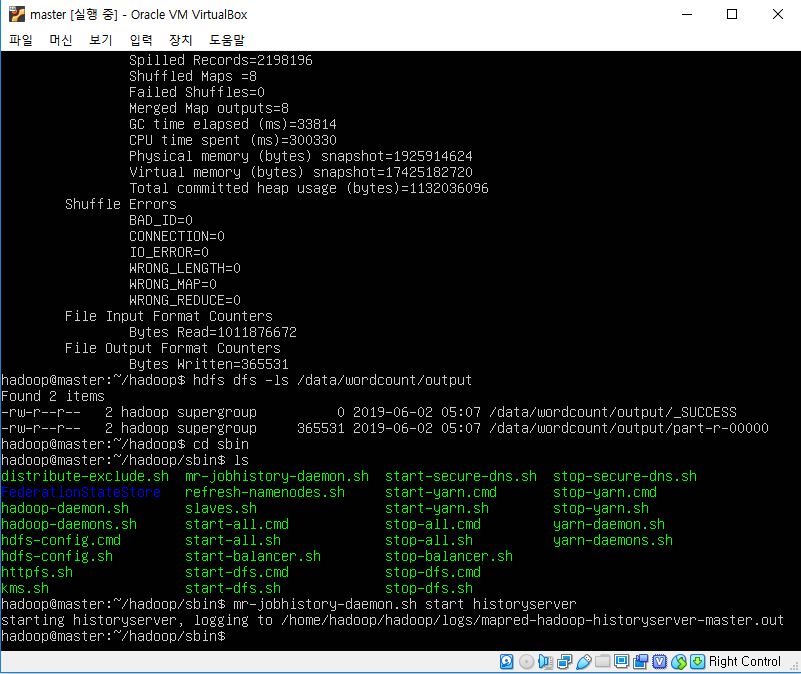 master [실행 중] - Oracle VM VirtualBox
파일 머신 보기 입력 장치 도움말
Spilled Records=2198196
Shuffled Maps =8
Failed Shuffles=0
Merged Map outputs=8
GC time elapsed (ms)=33814
CPU time spent (ms)=300330
Physical memory (bytes) snapshot=1925914624
Virtual memory (bytes) snapshot=17425182720
Total committed heap usage (bytes)=1132036096
Shuffle Errors
BAD_ID=0
CONNECTION=0
IO_ERROR=0
WRONG_LENGTH=0
WRONG_MAP=0
WRONG_REDUCE=0
File Input Format Counters
Bytes Read=1011876672
File Output Format Counters
Bytes Written=365531
hadoop@master:~/hadoop$ hdfs dfs -ls /data/wordcount/output
Found 2 items
-rw-r--r--   2 hadoop supergroup          0 2019-06-02 05:07 /data/wordcount/output/_SUCCESS
-rw-r--r--   2 hadoop supergroup     365531 2019-06-02 05:07 /data/wordcount/output/part-r-00000
hadoop@master:~/hadoop$ cd sbin
hadoop@master:~/hadoop/sbin$ ls
distribute-exclude.sh  mr-jobhistory-daemon.sh  start-secure-dns.sh  stop-secure-dns.sh
FederationStateStore   refresh-namenodes.sh     start-yarn.cmd       stop-yarn.cmd
hadoop-daemon.sh       slaves.sh                start-yarn.sh        stop-yarn.sh
hadoop-daemons.sh      start-all.cmd            stop-all.cmd         yarn-daemon.sh
hdfs-config.cmd        start-all.sh             stop-all.sh          yarn-daemons.sh
hdfs-config.sh         start-balancer.sh        stop-balancer.sh
httpfs.sh              start-dfs.cmd            stop-dfs.cmd
kms.sh                 start-dfs.sh             stop-dfs.sh
hadoop@master:~/hadoop/sbin$ mr-jobhistory-daemon.sh start historyserver
starting historyserver, logging to /home/hadoop/hadoop/logs/mapred-hadoop-historyserver-master.out
hadoop@master:~/hadoop/sbin$
Right Control